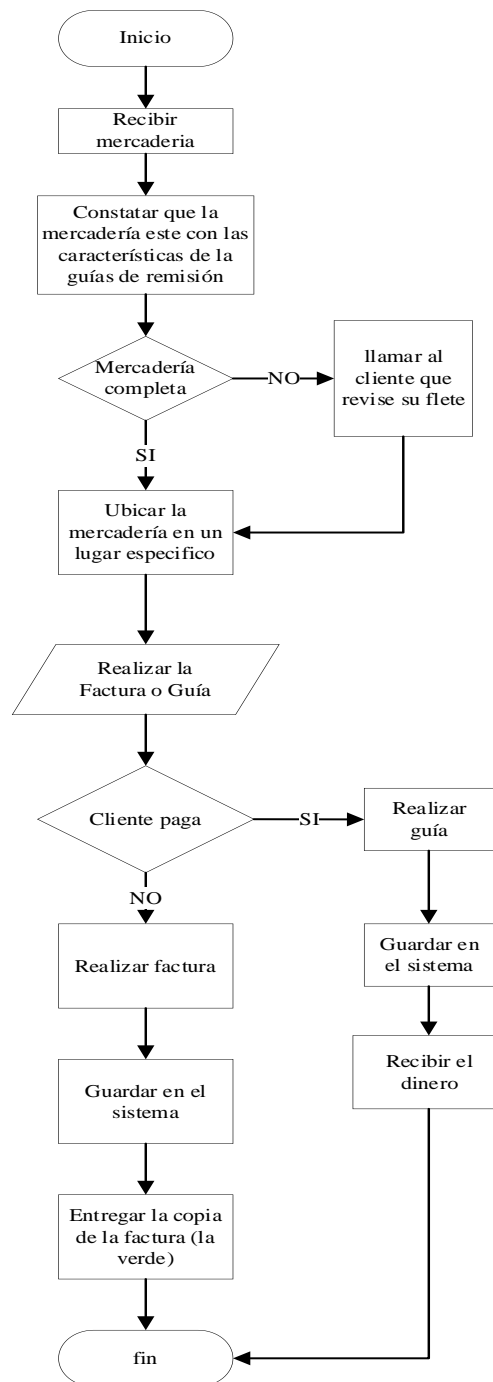 Inicio
Recibir
mercaderia
Constatar que la
mercadería este con las
características de la
guías de remisión
Mercadería
completa
NO
llamar al
cliente que
revise su flete
SI
Ubicar la
mercadería en un
lugar especifico
Realizar la
Factura o Guía
Cliente paga
SI
Realizar
guía
NO
Realizar factura
Guardar en
el sistema
Guardar en el
sistema
Recibir el
dinero
Entregar la copia
de la factura (la
verde)
fin